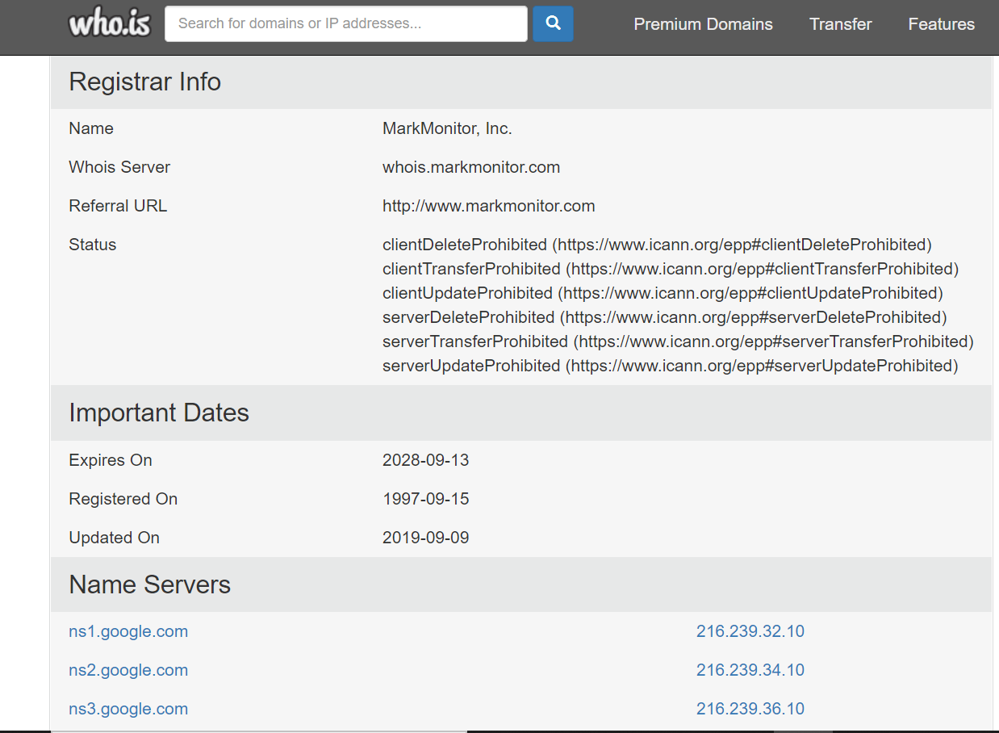 who.is Search for domains or IP addresses... Premium Domains Transfer Features
Registrar Info
Name MarkMonitor, Inc.
Whois Server whois.markmonitor.com
Referral URL http://www.markmonitor.com
Status clientDeleteProhibited (https://www.icann.org/epp#clientDeleteProhibited)
clientTransferProhibited (https://www.icann.org/epp#clientTransferProhibited)
clientUpdateProhibited (https://www.icann.org/epp#clientUpdateProhibited)
serverDeleteProhibited (https://www.icann.org/epp#serverDeleteProhibited)
serverTransferProhibited (https://www.icann.org/epp#serverTransferProhibited)
serverUpdateProhibited (https://www.icann.org/epp#serverUpdateProhibited)
Important Dates
Expires On 2028-09-13
Registered On 1997-09-15
Updated On 2019-09-09
Name Servers
ns1.google.com 216.239.32.10
ns2.google.com 216.239.34.10
ns3.google.com 216.239.36.10